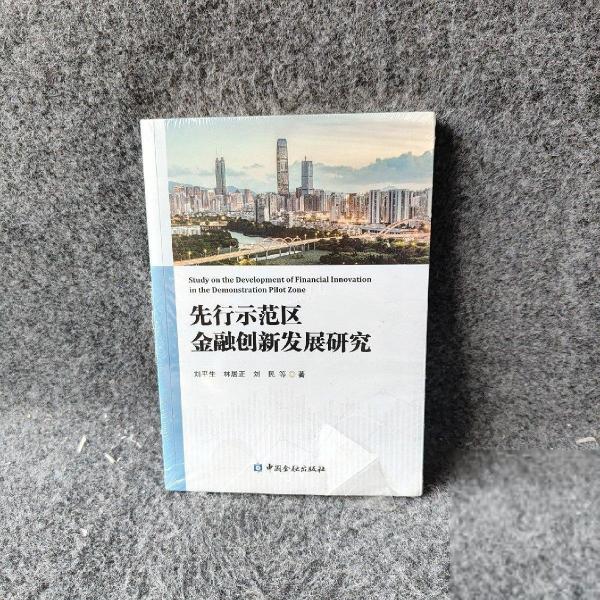 Study on the Development of Financial Innovation
in the Demonstration Pilot Zone
先行示范区
金融创新发展研究
刘平生 林居正 刘 民 等◎著
中国金融出版社